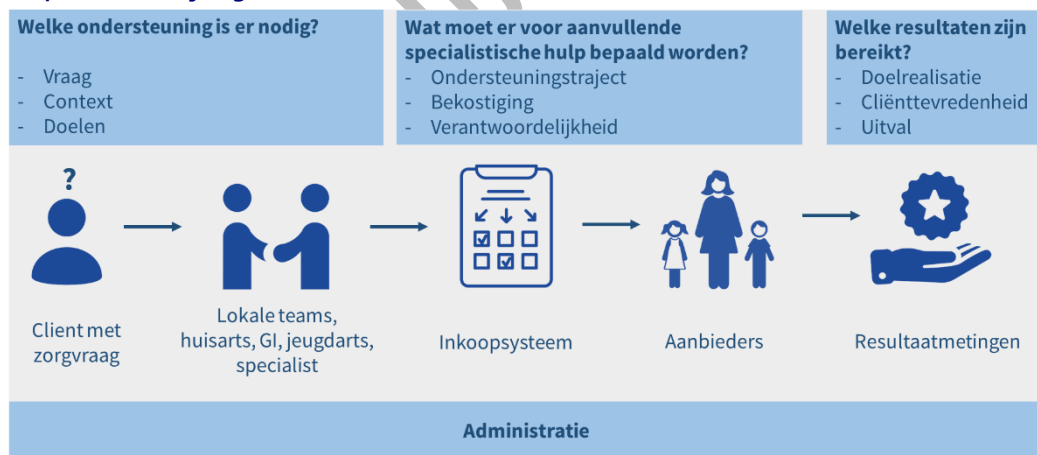 Welke ondersteuning is er nodig?
- Vraag
- Context
- Doelen
Wat moet er voor aanvullende
specialistische hulp bepaald worden?
- Ondersteuningstraject
- Bekostiging
- Verantwoordelijkheid
Welke resultaten zijn
bereikt?
- Doelrealisatie
- Cliënttevredenheid
- Uitval
?
Client met
zorgvraag
Lokale teams,
huisarts, GI, jeugdarts,
specialist
Inkoopsysteem
Aanbieders
Resultaatmetingen
Administratie